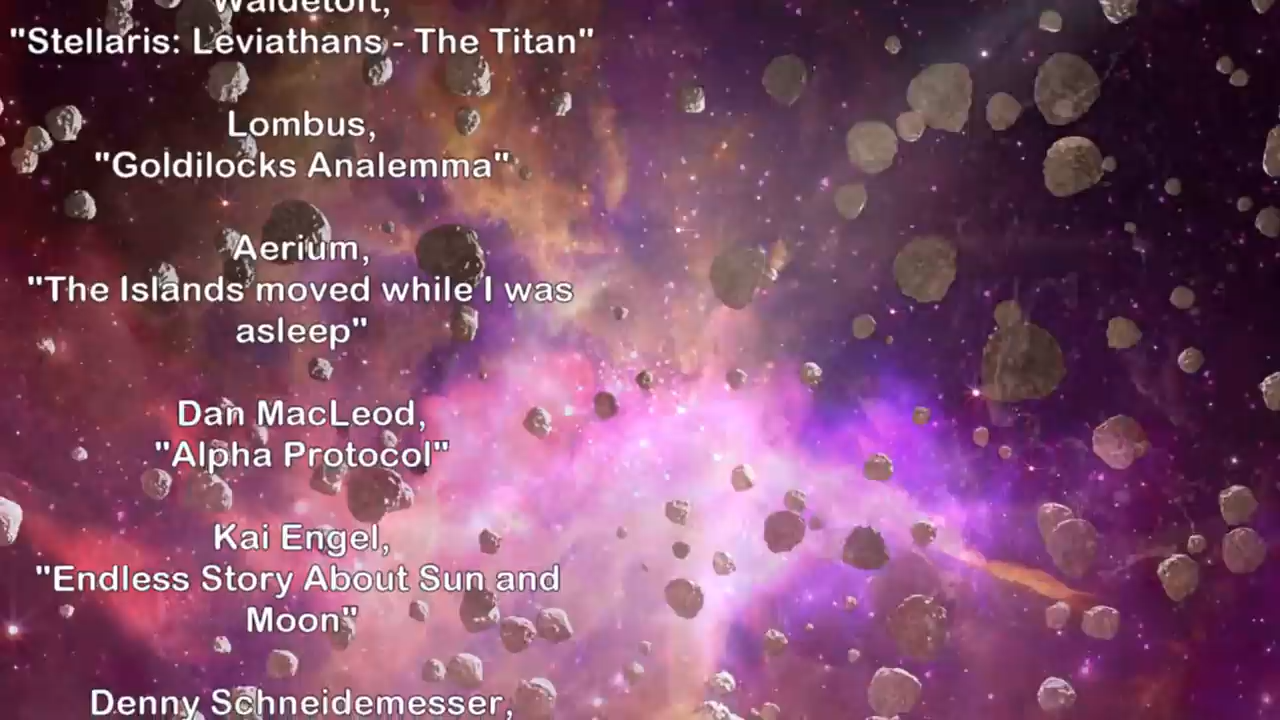 Waldetoft,
"Stellaris: Leviathans - The Titan"
Lombus,
"Goldilocks Analemma"
Aerium,
"The Islands moved while I was
asleep"
Dan MacLeod,
"Alpha Protocol"
Kai Engel,
"Endless Story About Sun and
Moon"
Denny Schneidemesser,